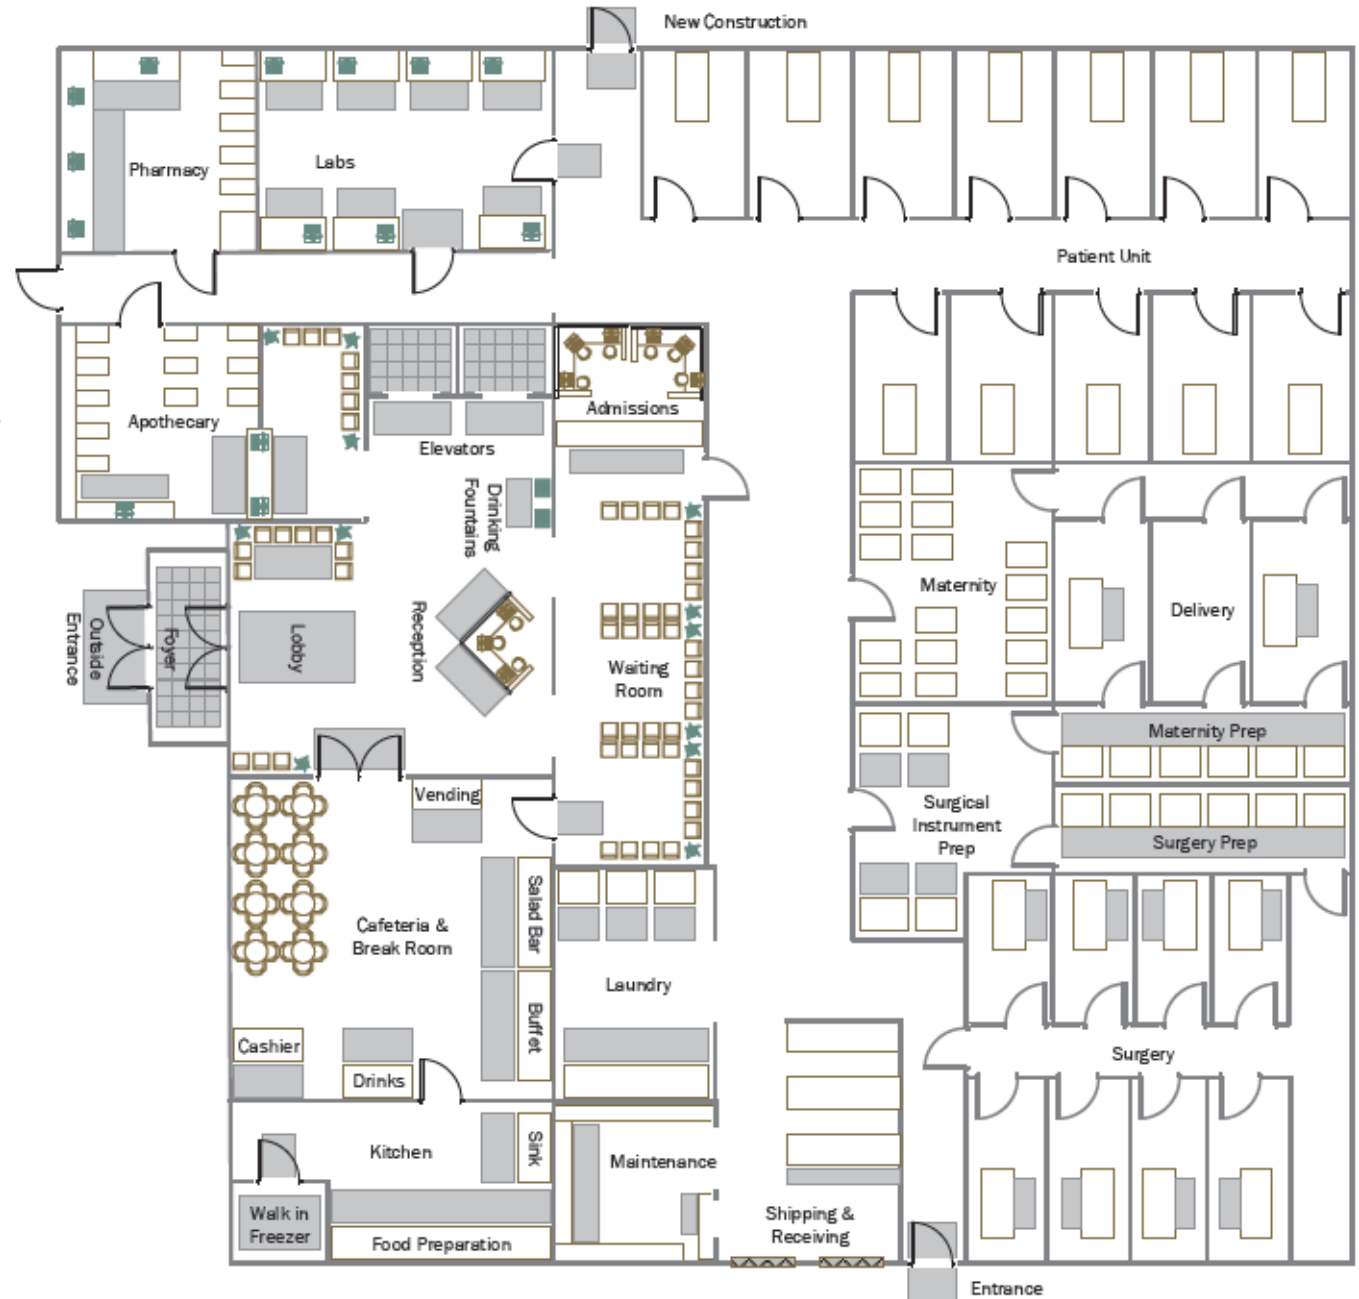 New Construction
Pharmacy
Labs
Patient Unit
Apothecary
Elevators
Admissions
Drinking
Fountains
Outside
Entrance
Foyer
Lobby
Reception
Waiting
Room
Maternity
Delivery
Maternity Prep
Surgical
Instrument
Prep
Surgery Prep
Vending
Cafeteria &
Break Room
Salad Bar
Buffet
Laundry
Cashier
Drinks
Surgery
Kitchen
Sink
Maintenance
Walk in
Freezer
Food Preparation
Shipping &
Receiving
Entrance